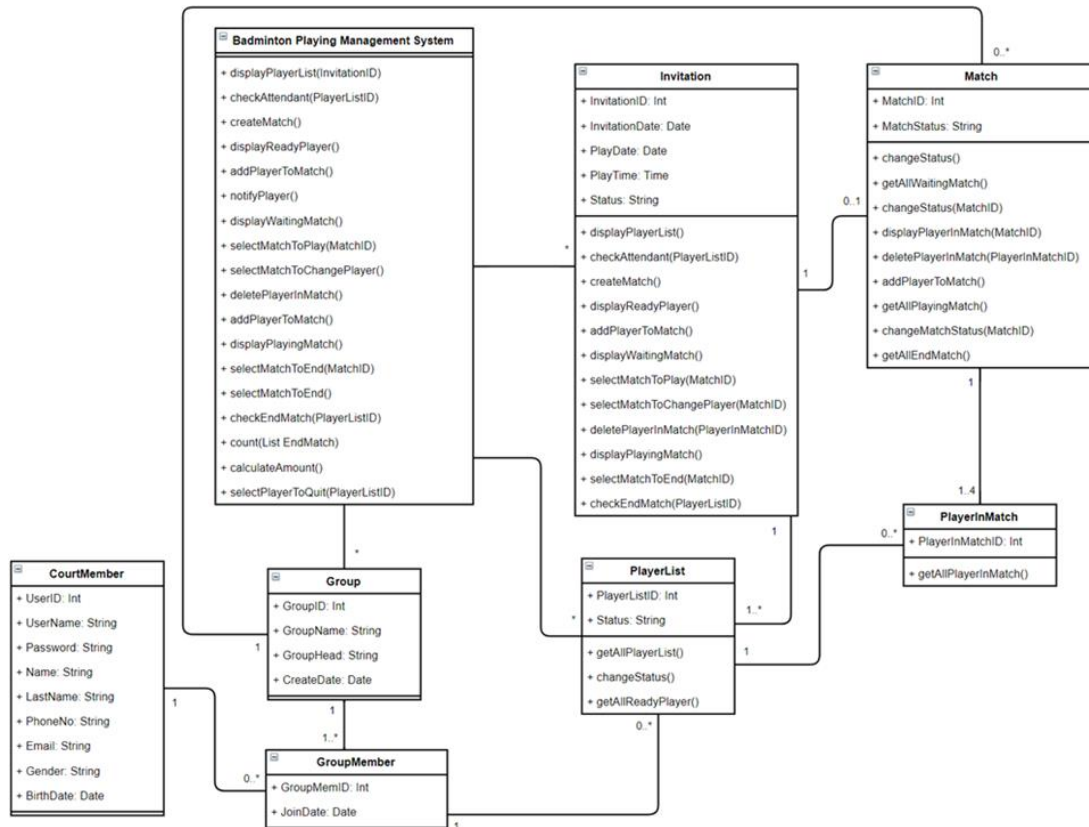 Badminton Playing Management System
+ displayPlayerList(InvitationID)
+ checkAttendant(PlayerListID)
+ createMatch()
+ displayReadyPlayer()
+ addPlayerToMatch()
+ notifyPlayer()
+ displayWaitingMatch()
+ selectMatchToPlay(MatchID)
+ selectMatchToChangePlayer()
+ deletePlayerInMatch()
+ addPlayerToMatch()
+ displayPlayingMatch()
+ selectMatchToEnd(MatchID)
+ selectMatchToEnd()
+ checkEndMatch(PlayerListID)
+ count(List EndMatch)
+ calculateAmount()
+ selectPlayerToQuit(PlayerListID)
*
*
*
Invitation
+ InvitationID: Int
+ InvitationDate: Date
+ PlayDate: Date
+ PlayTime: Time
+ Status: String
+ displayPlayerList()
+ checkAttendant(PlayerListID)
+ createMatch()
+ displayReadyPlayer()
+ addPlayerToMatch()
+ displayWaitingMatch()
+ selectMatchToPlay(MatchID)
+ selectMatchToChangePlayer(MatchID)
+ deletePlayerInMatch(PlayerInMatchID)
+ displayPlayingMatch()
+ selectMatchToEnd(MatchID)
+ checkEndMatch(PlayerListID)
1
0..1
1
1..*
0..*
Match
+ MatchID: Int
+ MatchStatus: String
+ changeStatus()
+ getAllWaitingMatch()
+ changeStatus(MatchID)
+ displayPlayerInMatch(MatchID)
+ deletePlayerInMatch(PlayerInMatchID)
+ addPlayerToMatch()
+ getAllPlayingMatch()
+ changeMatchStatus(MatchID)
+ getAllEndMatch()
1
1..4
PlayerInMatch
+ PlayerInMatchID: Int
+ getAllPlayerInMatch()
0..*
1
PlayerList
+ PlayerListID: Int
+ Status: String
+ getAllPlayerList()
+ changeStatus()
+ getAllReadyPlayer()
0..*
1
CourtMember
+ UserID: Int
+ UserName: String
+ Password: String
+ Name: String
+ LastName: String
+ PhoneNo: String
+ Email: String
+ Gender: String
+ BirthDate: Date
1
0..*
Group
+ GroupID: Int
+ GroupName: String
+ GroupHead: String
+ CreateDate: Date
1
1
1..*
GroupMember
+ GroupMemID: Int
+ JoinDate: Date